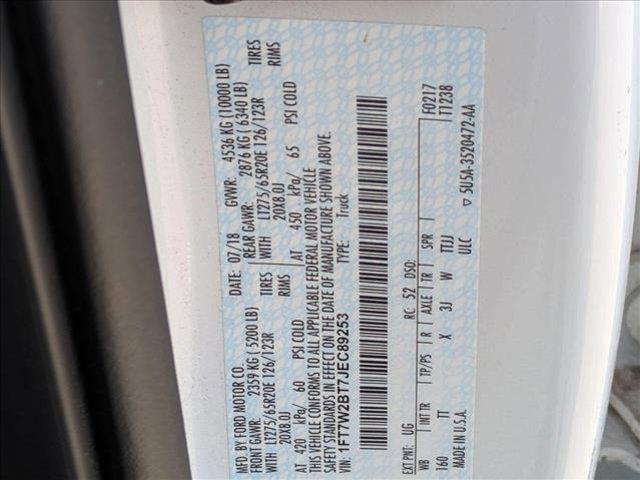 MFD. BY FORD MOTOR CO.
DATE: 07/18 GVWR: 4536 KG (10000 LB)
FRONT GAWR: 2359 KG ( 5200 LB) REAR GAWR: 2876 KG ( 6340 LB)
WITH LT275/65R20E 126/123R TIRES WITH LT275/65R20E 126/123R TIRES
20X8.0J RIMS 20X8.0J RIMS
AT 420 kPa/ 60 PSI COLD AT 450 kPa/ 65 PSI COLD
THIS VEHICLE CONFORMS TO ALL APPLICABLE FEDERAL MOTOR VEHICLE
SAFETY STANDARDS IN EFFECT ON THE DATE OF MANUFACTURE SHOWN ABOVE.
VIN: 1FT7W2BT7JEC89253
TYPE: Truck
F0217
T1238
EXT PNT: UG RC: 52 DSO:
WB INT TR TP/PS R AXLE TR SPR
160 TT X 3J W TTJJ
MADE IN U.S.A. ULC ▽ 5U5A-3520472-AA